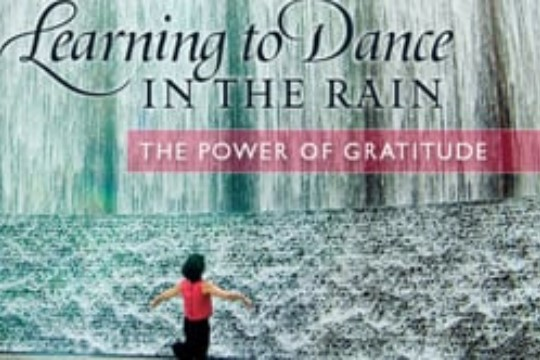 Learning to Dance
IN THE RAIN
THE POWER OF GRATITUDE